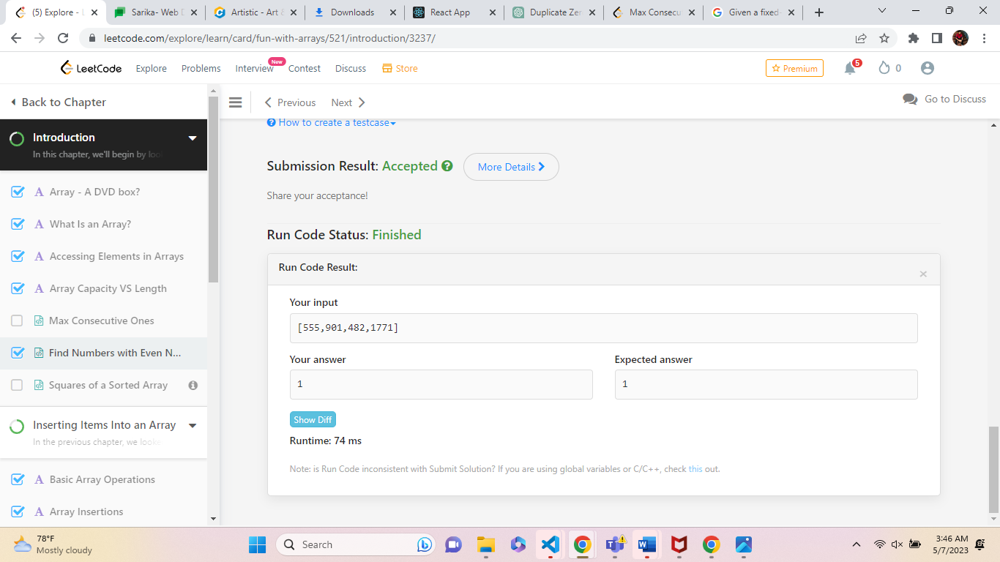 (5) Explore - L
Sarika- Web D
Artistic - Art &
Downloads
React App
Duplicate Zer
Max Consecu
Given a fixed-
leetcode.com/explore/learn/card/fun-with-arrays/521/introduction/3237/
LeetCode
Explore
Problems
Interview
New
Contest
Discuss
Store
Premium
5
0
Back to Chapter
Previous
Next
Go to Discuss
Introduction
In this chapter, we'll begin by loo
Array - A DVD box?
What Is an Array?
Accessing Elements in Arrays
Array Capacity VS Length
Max Consecutive Ones
Find Numbers with Even N...
Squares of a Sorted Array
Inserting Items Into an Array
In the previous chapter, we looke
Basic Array Operations
Array Insertions
How to create a testcase
Submission Result: Accepted
More Details
Share your acceptance!
Run Code Status: Finished
Run Code Result:
×
Your input
[555,901,482,1771]
Your answer
1
Expected answer
1
Show Diff
Runtime: 74 ms
Note: is Run Code inconsistent with Submit Solution? If you are using global variables or C/C++, check this out.
78°F
Mostly cloudy
Search
3:46 AM
5/7/2023